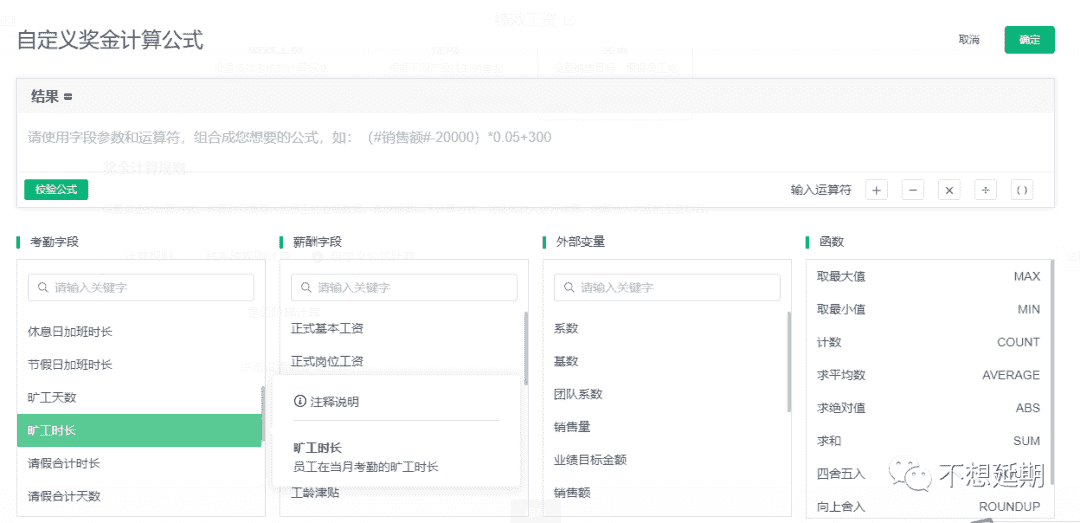 自定义奖金计算公式
取消
确定
结果 =
请使用字段参数和运算符，组合成您想要的公式，如：（#销售额#-20000）*0.05+300
校验公式
输入运算符 + − × ÷ ( )
考勤字段
请输入关键字
休息日加班时长
节假日加班时长
旷工天数
旷工时长
请假合计时长
请假合计天数
薪酬字段
请输入关键字
正式基本工资
正式岗位工资
注释说明
旷工时长
员工在当月考勤的旷工时长
工龄津贴
外部变量
请输入关键字
系数
基数
团队系数
销售量
业绩目标金额
销售额
函数
取最大值 MAX
取最小值 MIN
计数 COUNT
求平均数 AVERAGE
求绝对值 ABS
求和 SUM
四舍五入
向上舍入 ROUNDUP
不想延期